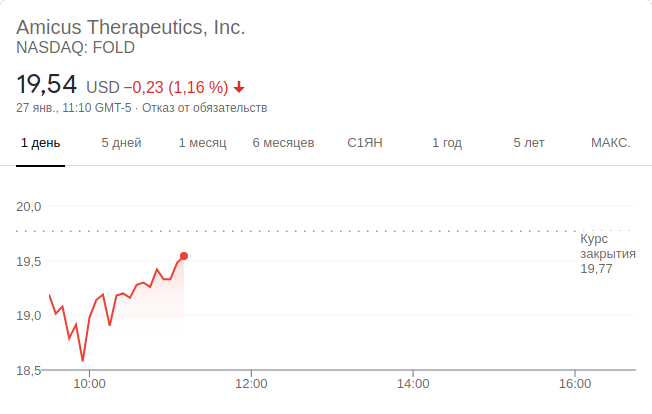 Amicus Therapeutics, Inc.
NASDAQ: FOLD
19,54 USD −0,23 (1,16 %)
27 янв., 11:10 GMT-5 · Отказ от обязательств
1 день 5 дней 1 месяц 6 месяцев С1ЯН 1 год 5 лет МАКС.
20,0
Курс
закрытия
19,5
19,77
19,0
18,5
10:00 12:00 14:00 16:00